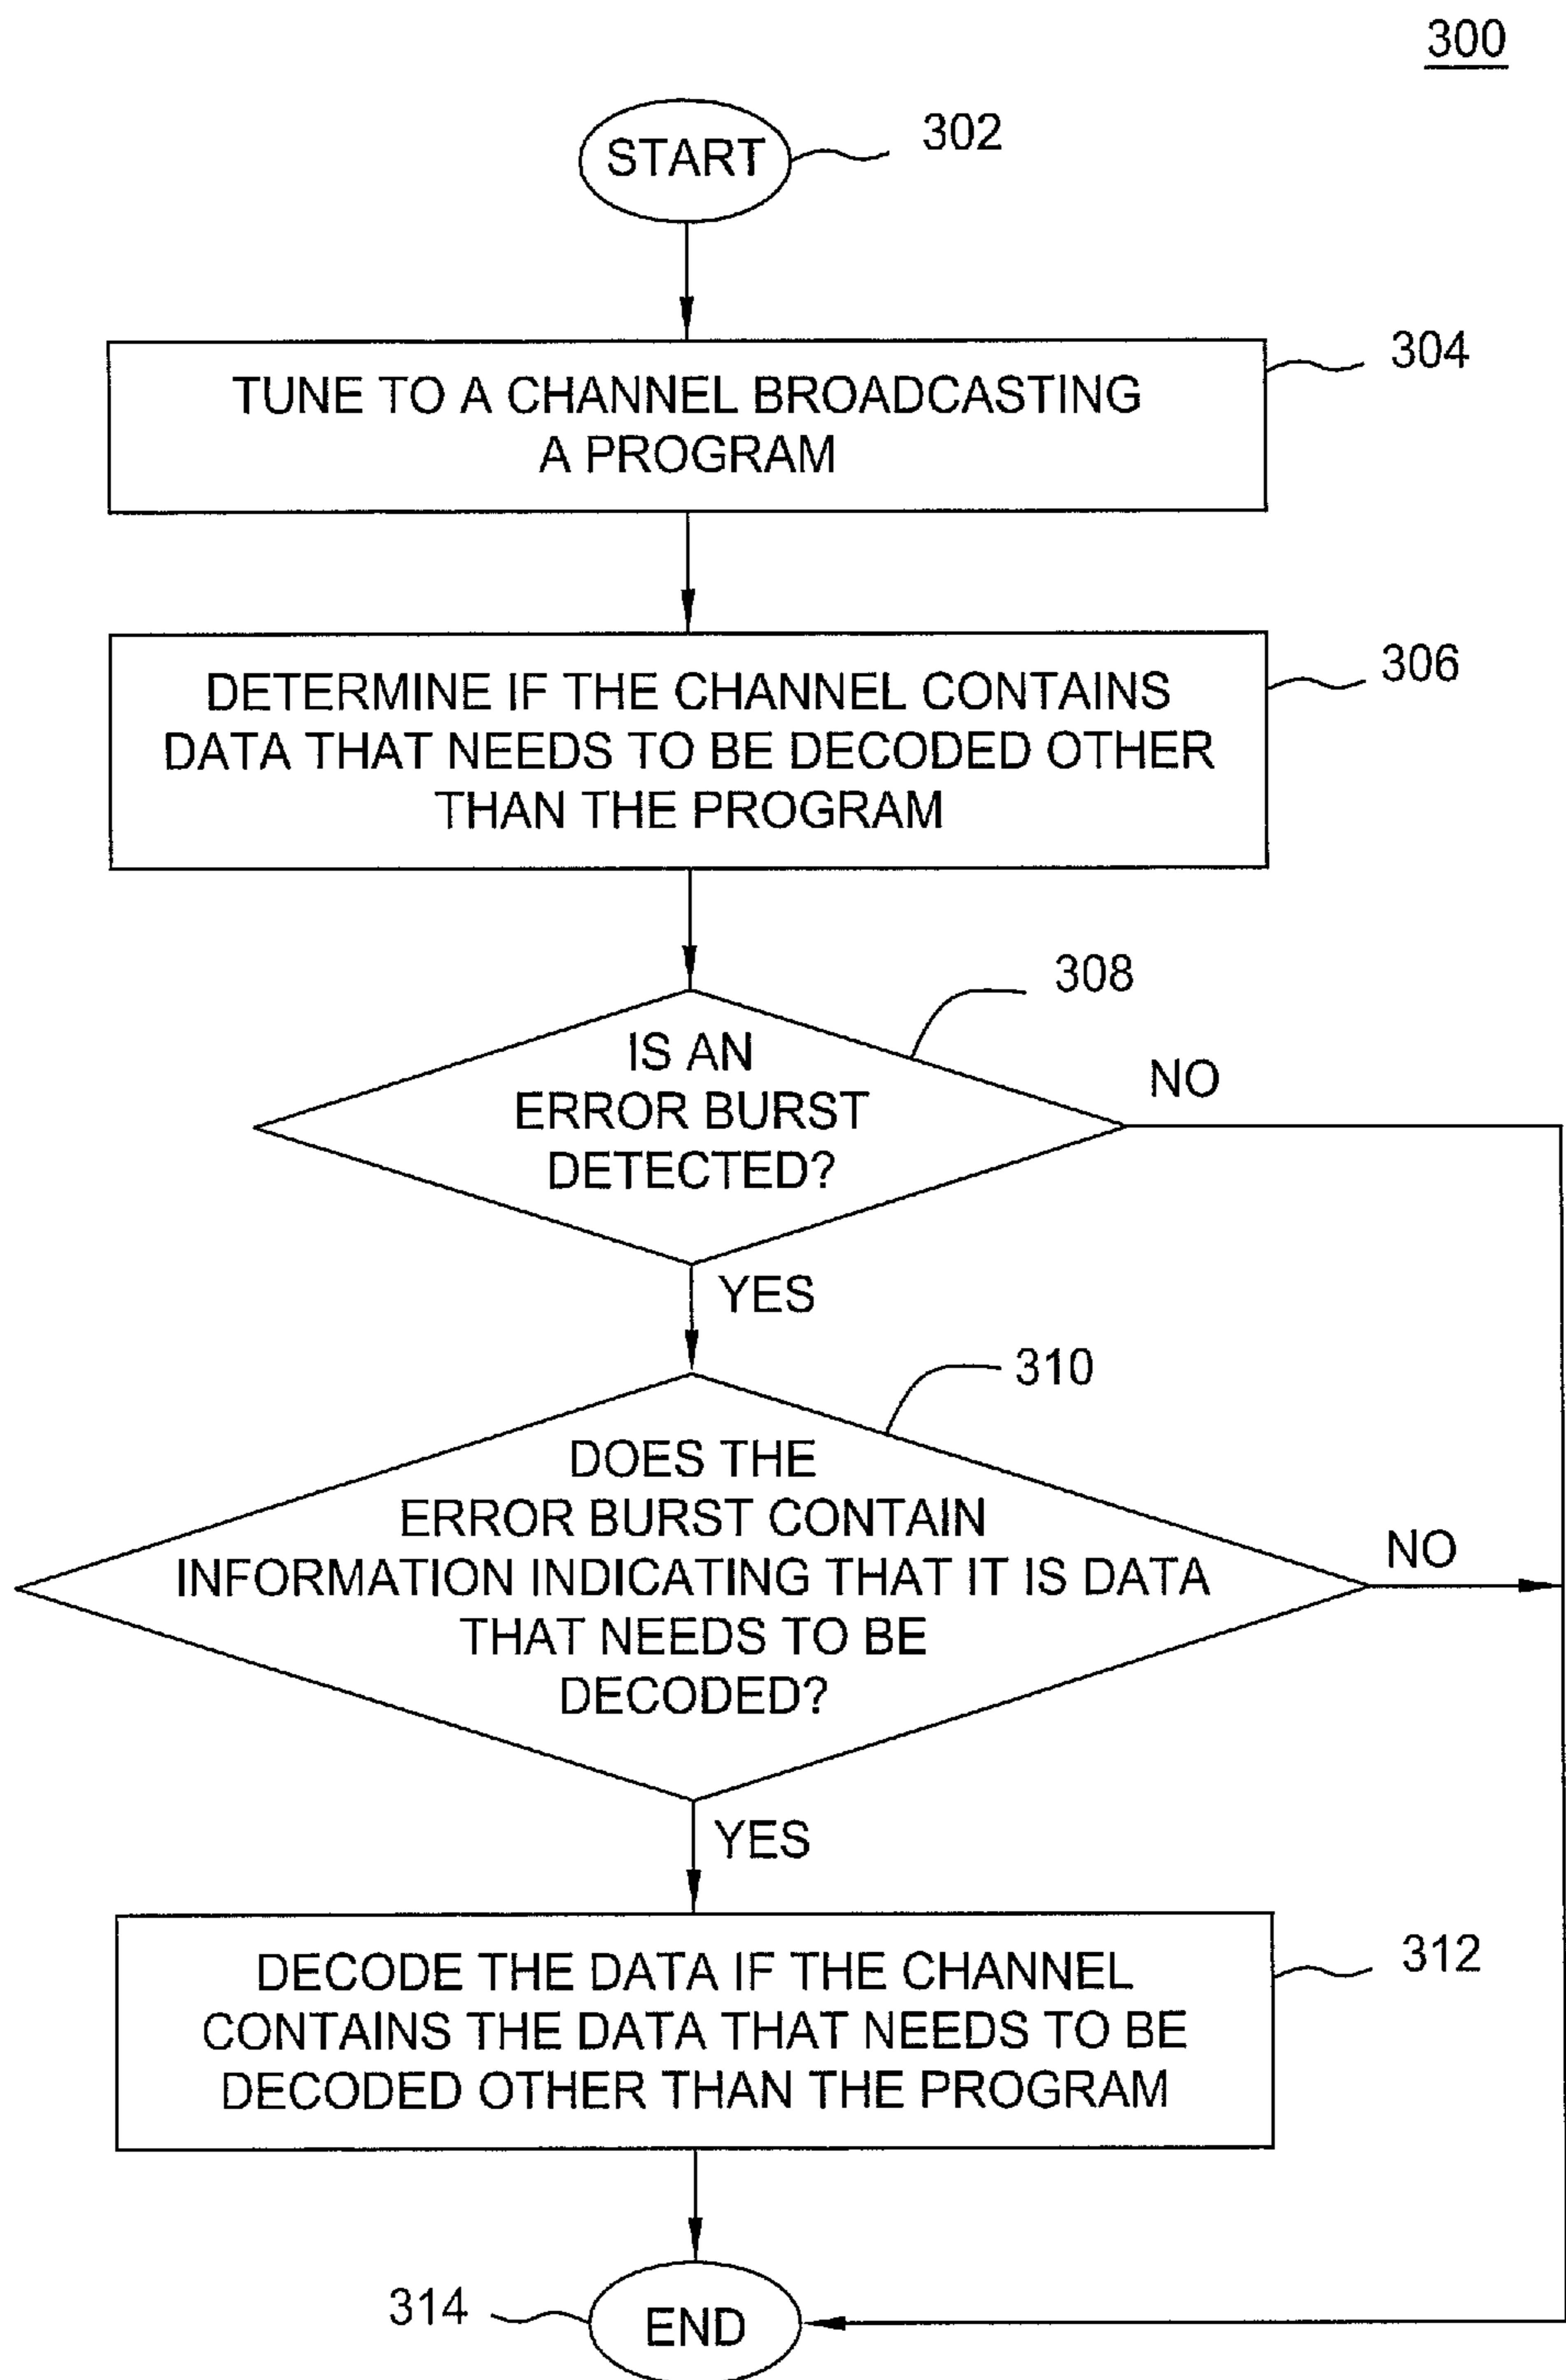 300
START
302
TUNE TO A CHANNEL BROADCASTING
A PROGRAM
304
DETERMINE IF THE CHANNEL CONTAINS
DATA THAT NEEDS TO BE DECODED OTHER
THAN THE PROGRAM
306
308
IS AN
ERROR BURST
DETECTED?
NO
YES
310
DOES THE
ERROR BURST CONTAIN
INFORMATION INDICATING THAT IT IS DATA
THAT NEEDS TO BE
DECODED?
NO
YES
DECODE THE DATA IF THE CHANNEL
CONTAINS THE DATA THAT NEEDS TO BE
DECODED OTHER THAN THE PROGRAM
312
314
END